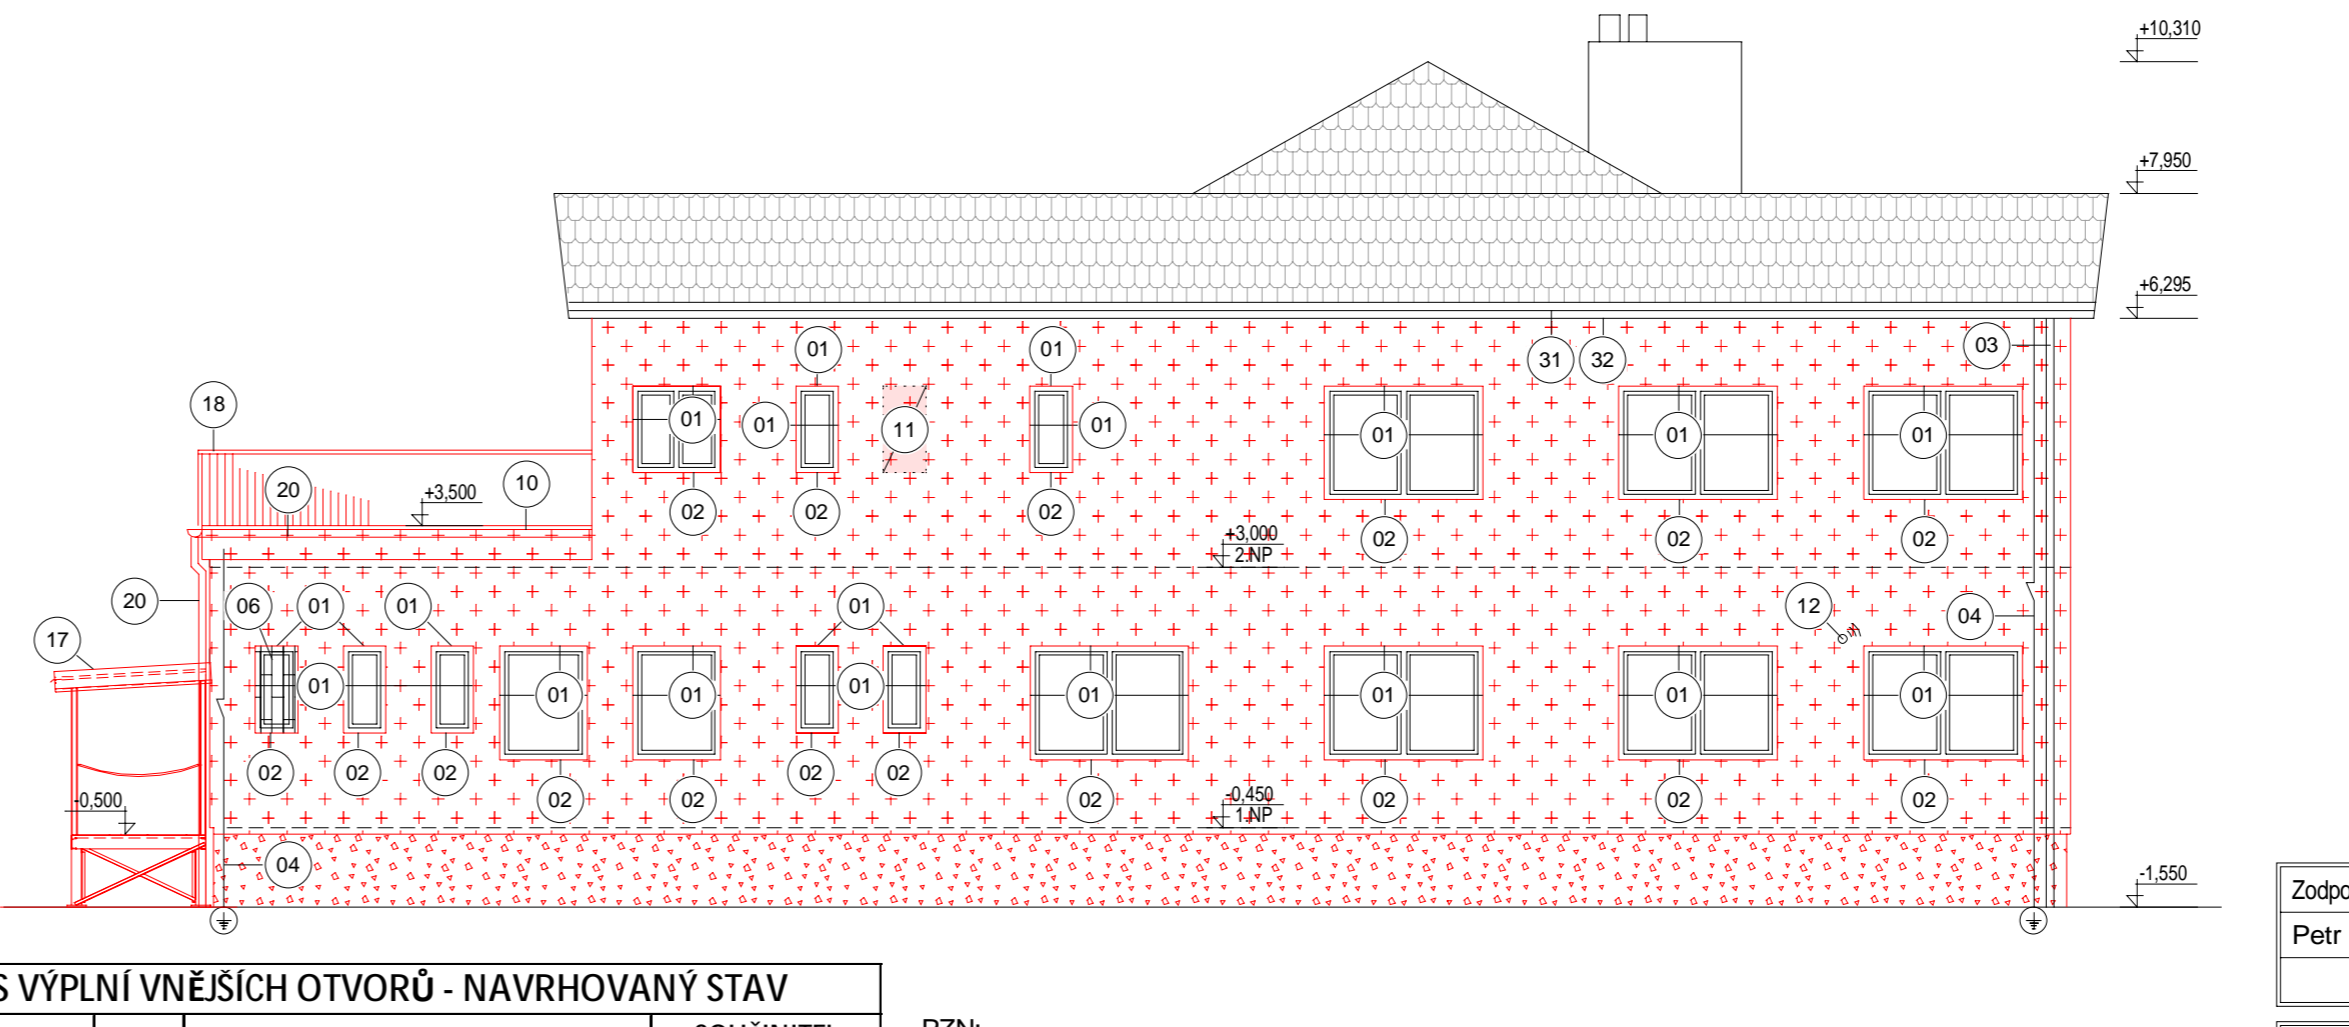 +10,310
+7,950
+6,295
01 01 31 32 03
18 01 01 11 01 01 01 01
20 +3,500 10
02 02 02 02 02 02
+3,000
2.NP
20 06 01 01 01 12 04
17
01 01 01 01 01 01 01 01 01
02 02 02 02 02
-0,500 02 02 02 02 02 02
-0,450
1.NP
04
-1,550
Zodpo
Petr
S VÝPLNÍ VNĚJŠÍCH OTVORŮ - NAVRHOVANÝ STAV